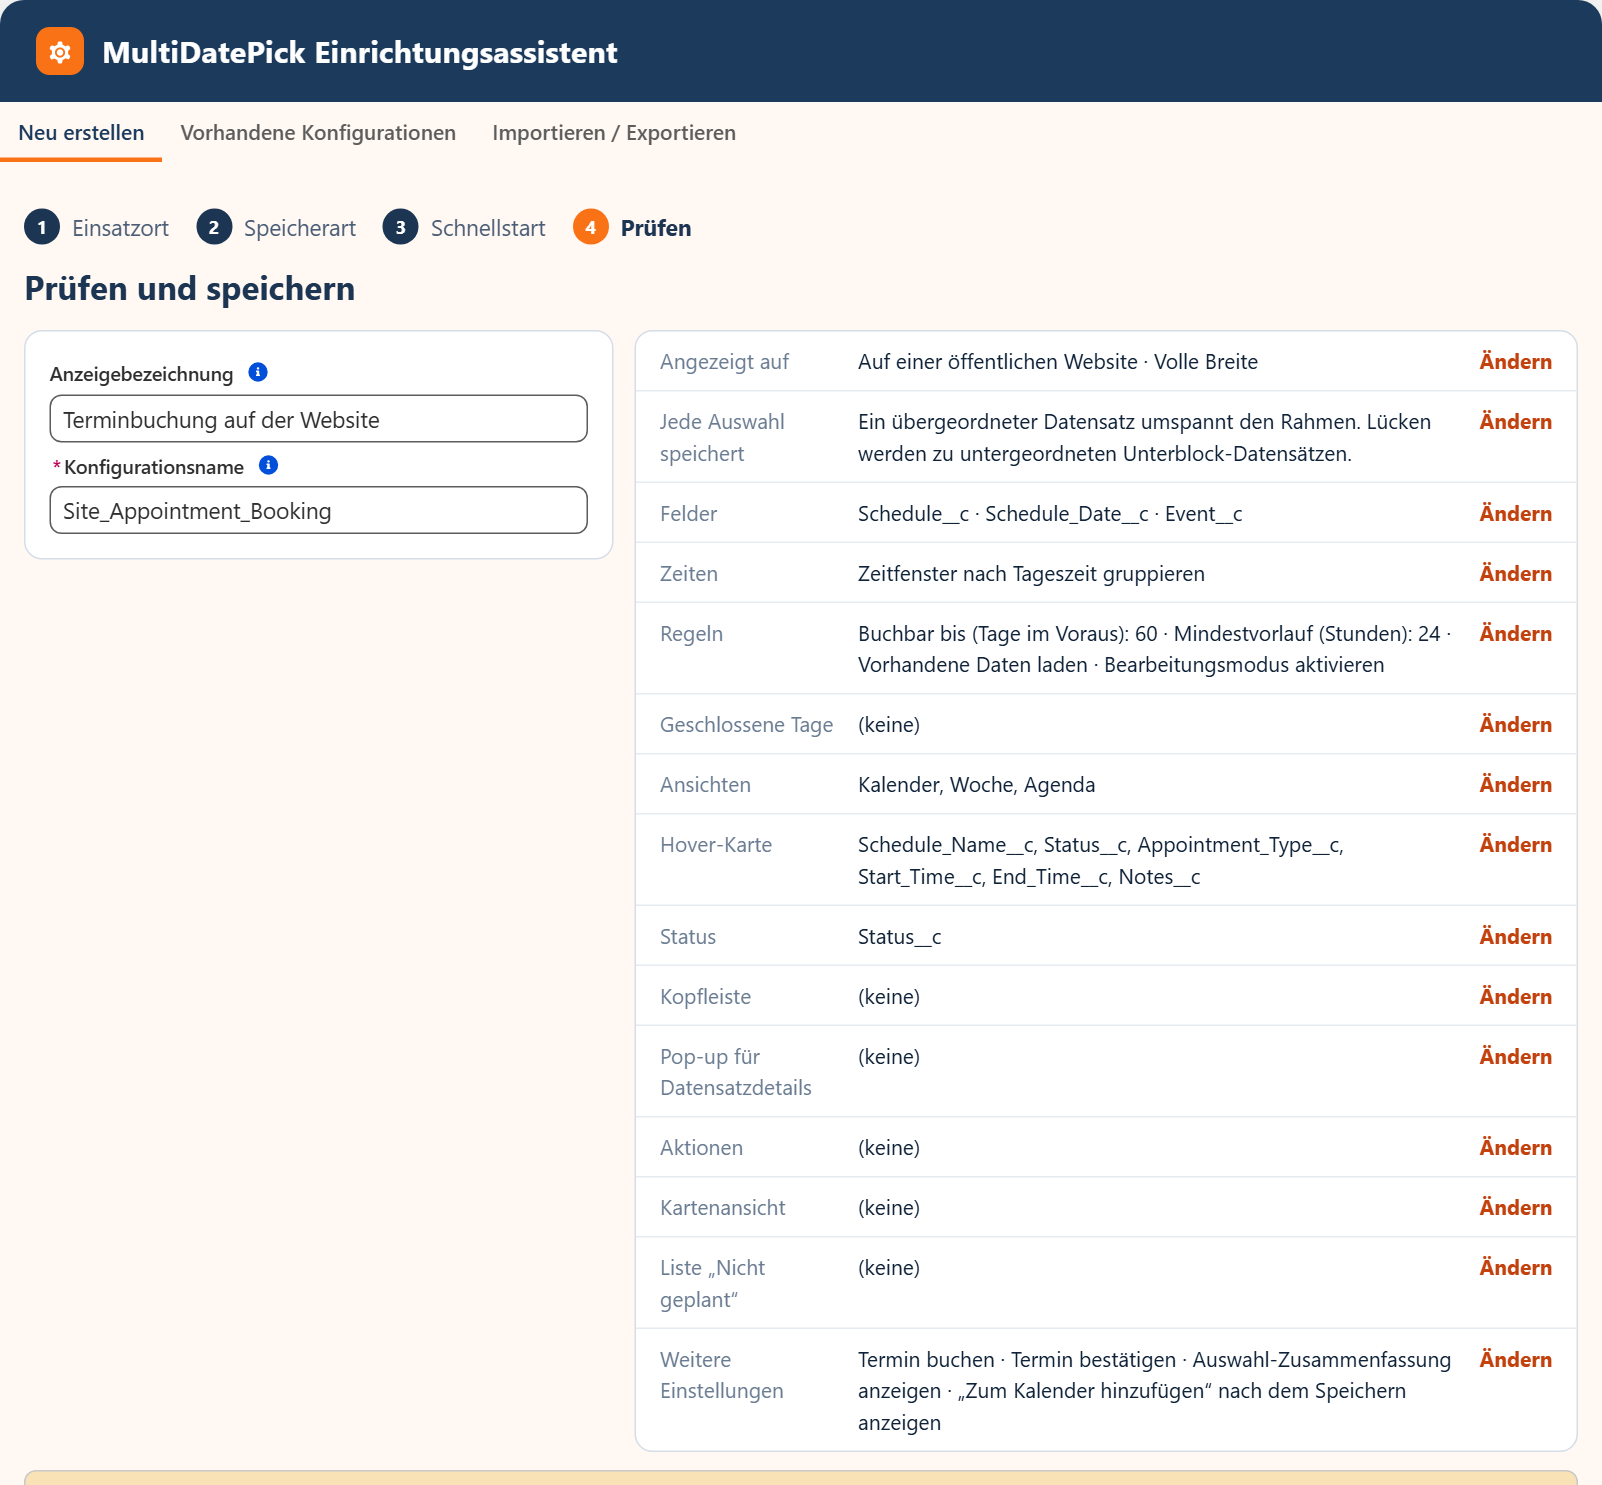 MultiDatePick Einrichtungsassistent
Neu erstellen
Vorhandene Konfigurationen
Importieren / Exportieren
1 Einsatzort
2 Speicherart
3 Schnellstart
4 Prüfen
Prüfen und speichern
Anzeigebezeichnung
Terminbuchung auf der Website
*Konfigurationsname
Site_Appointment_Booking
Angezeigt auf
Auf einer öffentlichen Website · Volle Breite
Ändern
Jede Auswahl
speichert
Ein übergeordneter Datensatz umspannt den Rahmen. Lücken
werden zu untergeordneten Unterblock-Datensätzen.
Ändern
Felder
Schedule__c · Schedule_Date__c · Event__c
Ändern
Zeiten
Zeitfenster nach Tageszeit gruppieren
Ändern
Regeln
Buchbar bis (Tage im Voraus): 60 · Mindestvorlauf (Stunden): 24 ·
Vorhandene Daten laden · Bearbeitungsmodus aktivieren
Ändern
Geschlossene Tage
(keine)
Ändern
Ansichten
Kalender, Woche, Agenda
Ändern
Hover-Karte
Schedule_Name__c, Status__c, Appointment_Type__c,
Start_Time__c, End_Time__c, Notes__c
Ändern
Status
Status__c
Ändern
Kopfleiste
(keine)
Ändern
Pop-up für
Datensatzdetails
(keine)
Ändern
Aktionen
(keine)
Ändern
Kartenansicht
(keine)
Ändern
Liste „Nicht
geplant“
(keine)
Ändern
Weitere
Einstellungen
Termin buchen · Termin bestätigen · Auswahl-Zusammenfassung
anzeigen · „Zum Kalender hinzufügen“ nach dem Speichern
anzeigen
Ändern